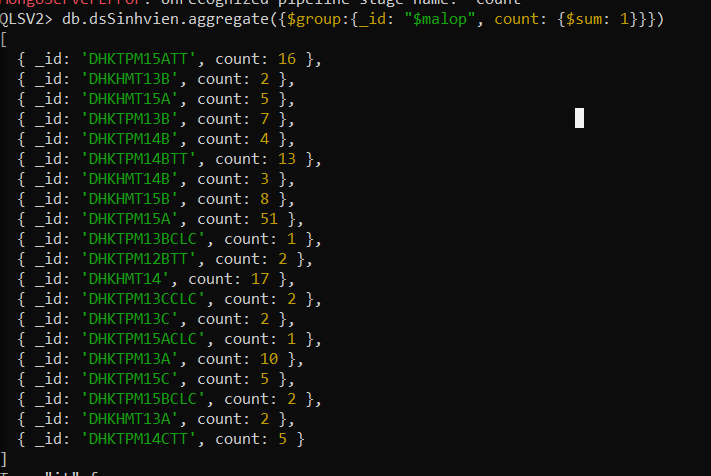 MongoServerError: Unrecognized pipeline stage name: 'count'
QLSV2> db.dsSinhvien.aggregate({$group:{_id: "$malop", count: {$sum: 1}}})
[
  { _id: 'DHKTPM15ATT', count: 16 },
  { _id: 'DHKHMT13B', count: 2 },
  { _id: 'DHKHMT15A', count: 5 },
  { _id: 'DHKTPM13B', count: 7 },
  { _id: 'DHKTPM14B', count: 4 },
  { _id: 'DHKTPM14BTT', count: 13 },
  { _id: 'DHKHMT14B', count: 3 },
  { _id: 'DHKHMT15B', count: 8 },
  { _id: 'DHKTPM15A', count: 51 },
  { _id: 'DHKTPM13BCLC', count: 1 },
  { _id: 'DHKTPM12BTT', count: 2 },
  { _id: 'DHKHMT14', count: 17 },
  { _id: 'DHKTPM13CCLC', count: 2 },
  { _id: 'DHKTPM13C', count: 2 },
  { _id: 'DHKTPM15ACLC', count: 1 },
  { _id: 'DHKTPM13A', count: 10 },
  { _id: 'DHKTPM15C', count: 5 },
  { _id: 'DHKTPM15BCLC', count: 2 },
  { _id: 'DHKHMT13A', count: 2 },
  { _id: 'DHKTPM14CTT', count: 5 }
]